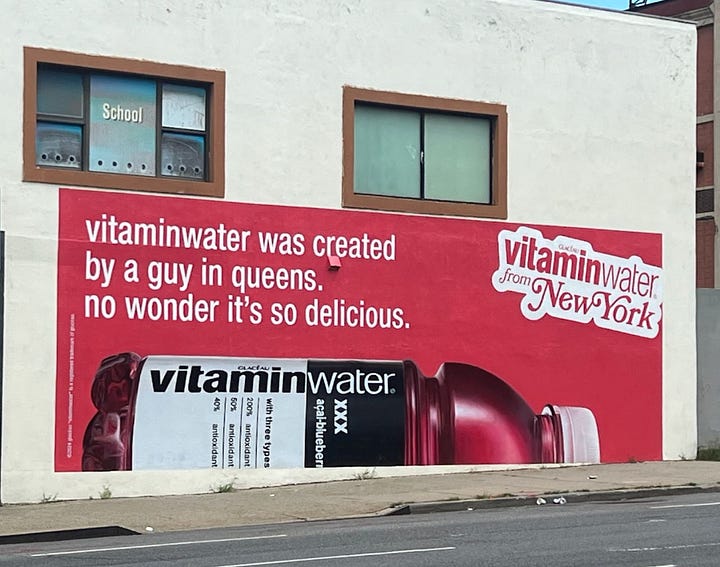 School
vitaminwater was created
by a guy in queens.
no wonder it's so delicious.
GLACÉAU
vitaminwater®
from New York
GLACÉAU
vitaminwater®
XXX
açai-blueberr
with three types
200% antioxidant
50% antioxidant
40% antioxidant